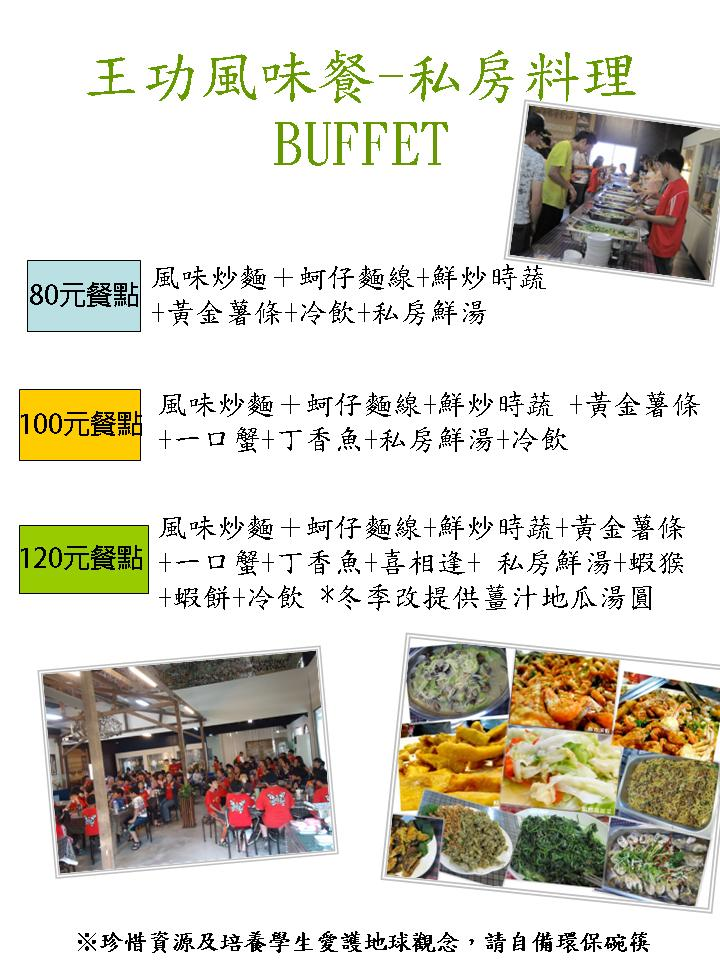 王功風味餐-私房料理
BUFFET
80元餐點
風味炒麵＋蚵仔麵線+鮮炒時蔬
+黃金薯條+冷飲+私房鮮湯
100元餐點
風味炒麵＋蚵仔麵線+鮮炒時蔬 +黃金薯條
+一口蟹+丁香魚+私房鮮湯+冷飲
120元餐點
風味炒麵＋蚵仔麵線+鮮炒時蔬+黃金薯條
+一口蟹+丁香魚+喜相逢+ 私房鮮湯+蝦猴
+蝦餅+冷飲 *冬季改提供薑汁地瓜湯圓
※珍惜資源及培養學生愛護地球觀念，請自備環保碗筷